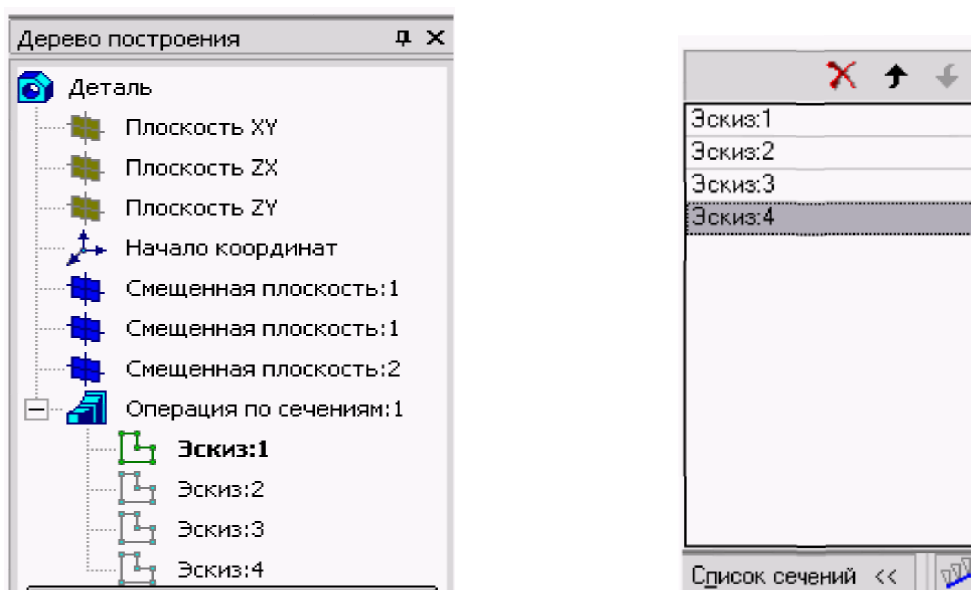 Дерево построения
Деталь
Плоскость XY
Плоскость ZX
Плоскость ZY
Начало координат
Смещенная плоскость:1
Смещенная плоскость:1
Смещенная плоскость:2
Операция по сечениям:1
Эскиз:1
Эскиз:2
Эскиз:3
Эскиз:4
Эскиз:1
Эскиз:2
Эскиз:3
Эскиз:4
Список сечений <<